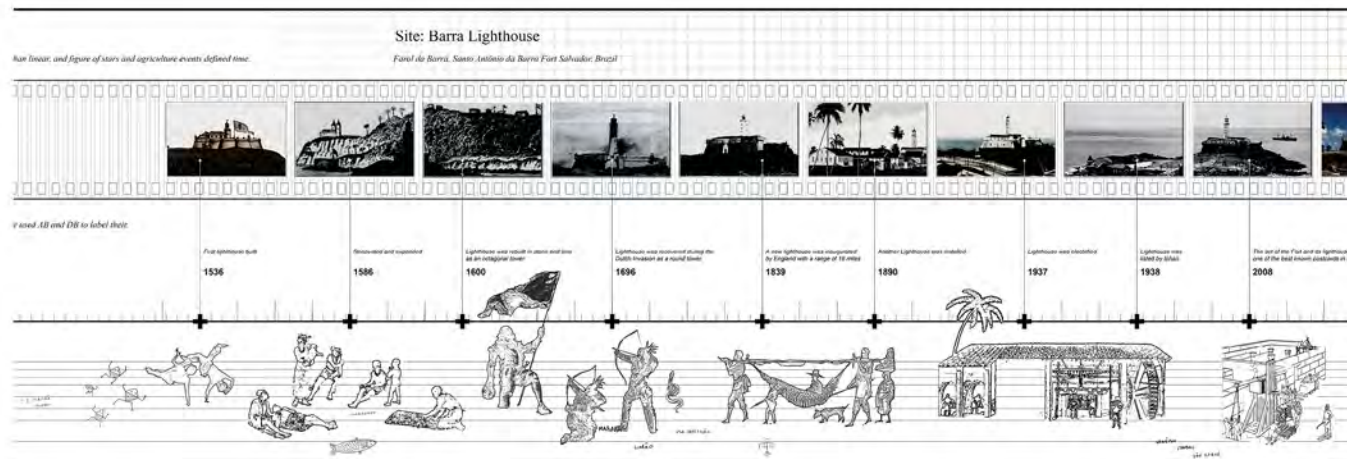 Site: Barra Lighthouse
han linear, and figure of stars and agriculture events defined time.
Farol da Barra, Santo Antônio da Barra Fort Salvador, Brazil
e used AB and DB to label their.
First lighthouse built
1536
Renovated and expanded
1586
Lighthouse was rebuilt in stone and lime
as an octagonal tower
1600
Lighthouse was recovered during the
Dutch Invasion as a round tower
1696
A new lighthouse was inaugurated
by England with a range of 18 miles
1839
Another Lighthouse was installed
1890
Lighthouse was electrified
1937
Lighthouse was
listed by Iphan
1938
The set of the Fort and its lighthouse
one of the best known postcards in
2008